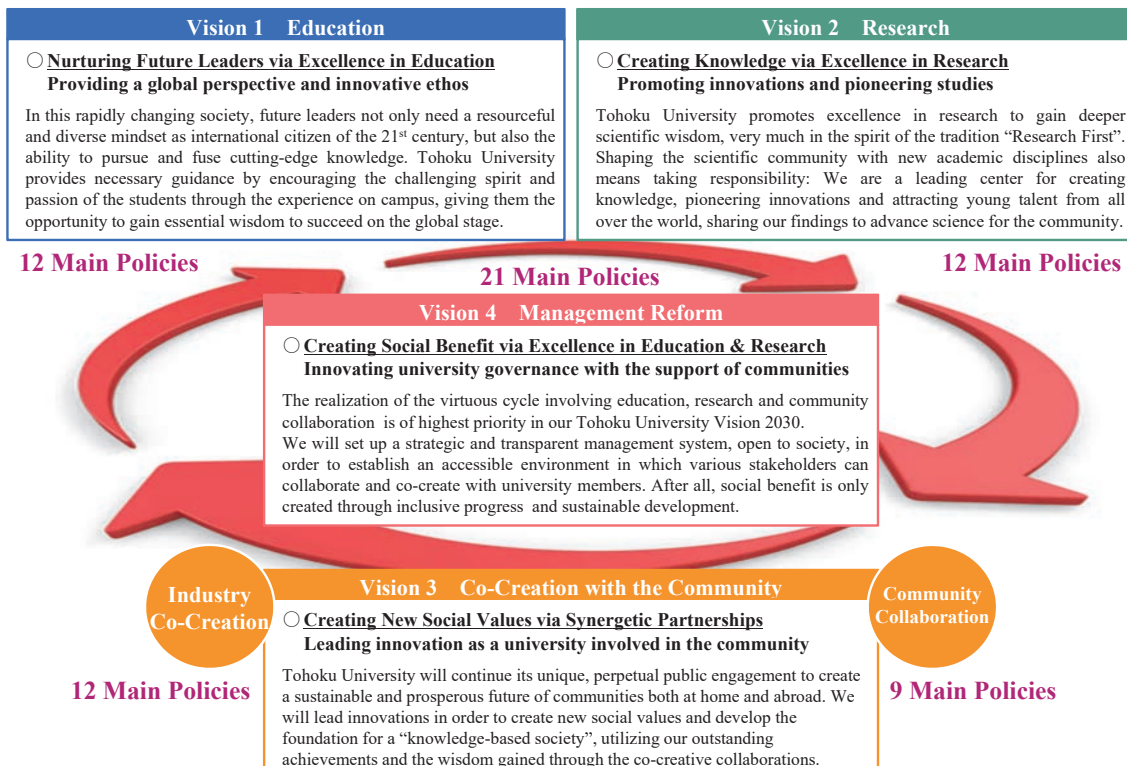 Vision 1 Education
○ Nurturing Future Leaders via Excellence in Education
Providing a global perspective and innovative ethos
In this rapidly changing society, future leaders not only need a resourceful
and diverse mindset as international citizen of the 21st century, but also the
ability to pursue and fuse cutting-edge knowledge. Tohoku University
provides necessary guidance by encouraging the challenging spirit and
passion of the students through the experience on campus, giving them the
opportunity to gain essential wisdom to succeed on the global stage.
12 Main Policies
Vision 2 Research
○ Creating Knowledge via Excellence in Research
Promoting innovations and pioneering studies
Tohoku University promotes excellence in research to gain deeper
scientific wisdom, very much in the spirit of the tradition “Research First”.
Shaping the scientific community with new academic disciplines also
means taking responsibility: We are a leading center for creating
knowledge, pioneering innovations and attracting young talent from all
over the world, sharing our findings to advance science for the community.
12 Main Policies
21 Main Policies
Vision 4 Management Reform
○ Creating Social Benefit via Excellence in Education & Research
Innovating university governance with the support of communities
The realization of the virtuous cycle involving education, research and community
collaboration is of highest priority in our Tohoku University Vision 2030.
We will set up a strategic and transparent management system, open to society, in
order to establish an accessible environment in which various stakeholders can
collaborate and co-create with university members. After all, social benefit is only
created through inclusive progress and sustainable development.
Industry
Co-Creation
12 Main Policies
Vision 3 Co-Creation with the Community
○ Creating New Social Values via Synergetic Partnerships
Leading innovation as a university involved in the community
Tohoku University will continue its unique, perpetual public engagement to create
a sustainable and prosperous future of communities both at home and abroad. We
will lead innovations in order to create new social values and develop the
foundation for a “knowledge-based society”, utilizing our outstanding
achievements and the wisdom gained through the co-creative collaborations.
Community
Collaboration
9 Main Policies